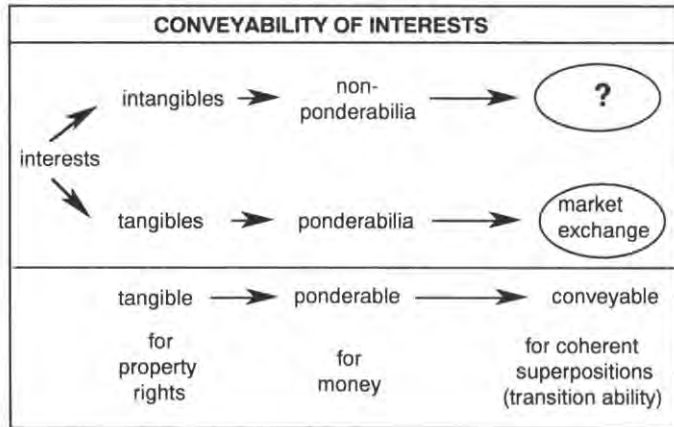 CONVEYABILITY OF INTERESTS
intangibles
non-
ponderabilia
?
interests
tangibles
ponderabilia
market
exchange
tangible
ponderable
conveyable
for
property
rights
for
money
for coherent
superpositions
(transition ability)